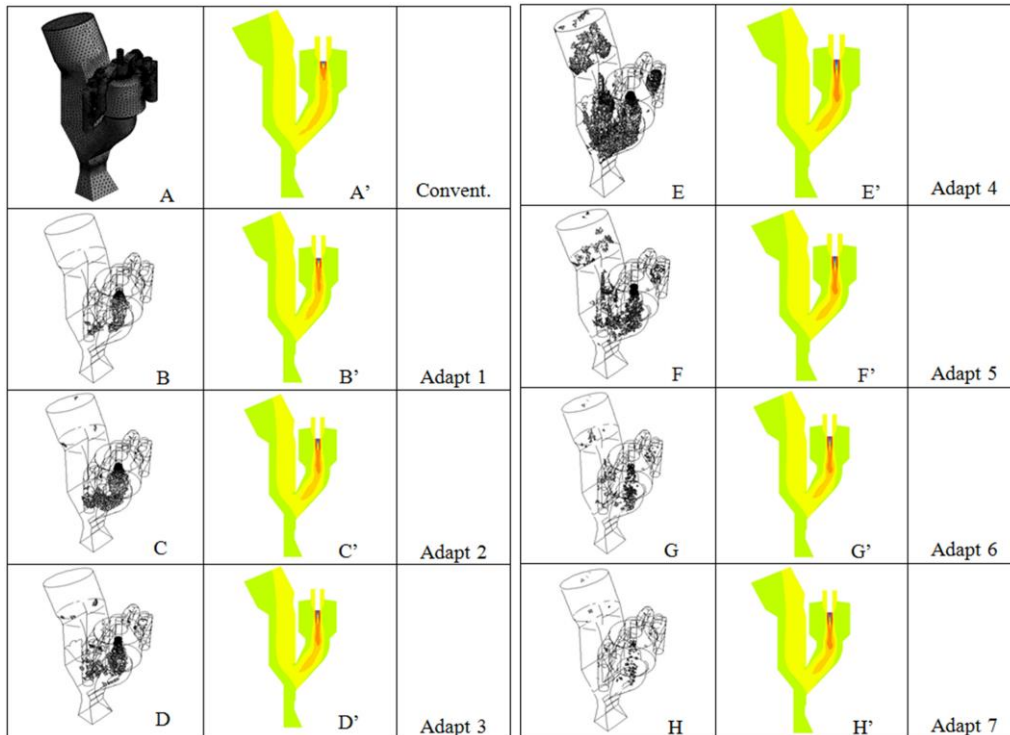 A A’ Convent.
B B’ Adapt 1
C C’ Adapt 2
D D’ Adapt 3
E E’ Adapt 4
F F’ Adapt 5
G G’ Adapt 6
H H’ Adapt 7